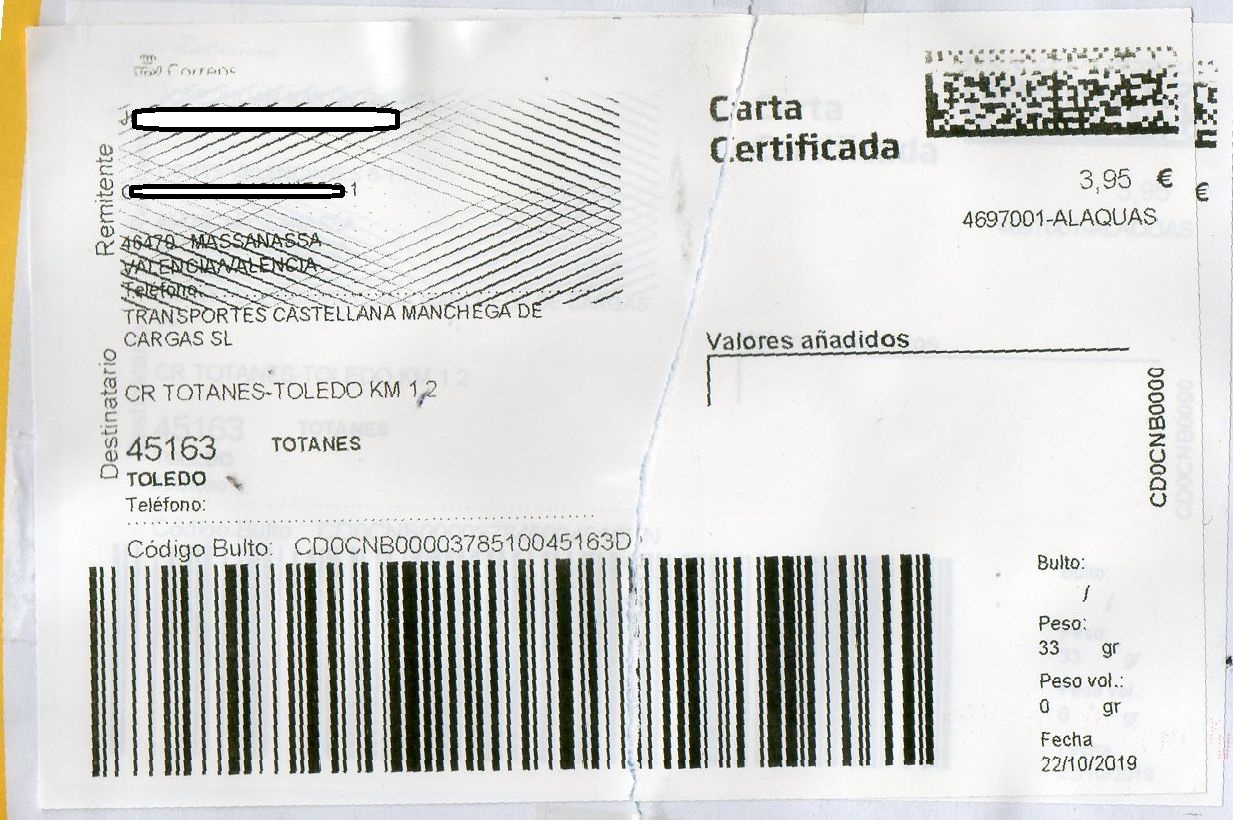 Remitente
46470- MASSANASSA
VALENCIA/VALENCIA
Teléfono:
Destinatario
TRANSPORTES CASTELLANA MANCHEGA DE
CARGAS SL
CR TOTANES-TOLEDO KM 1,2
45163 TOTANES
TOLEDO
Teléfono:
Código Bulto: CD0CNB0000378510045163D
Carta
Certificada
3,95 €
€
4697001-ALAQUAS
Valores añadidos
CD0CNB0000
Bulto:
/
Peso:
33 gr
Peso vol.:
0 gr
Fecha
22/10/2019